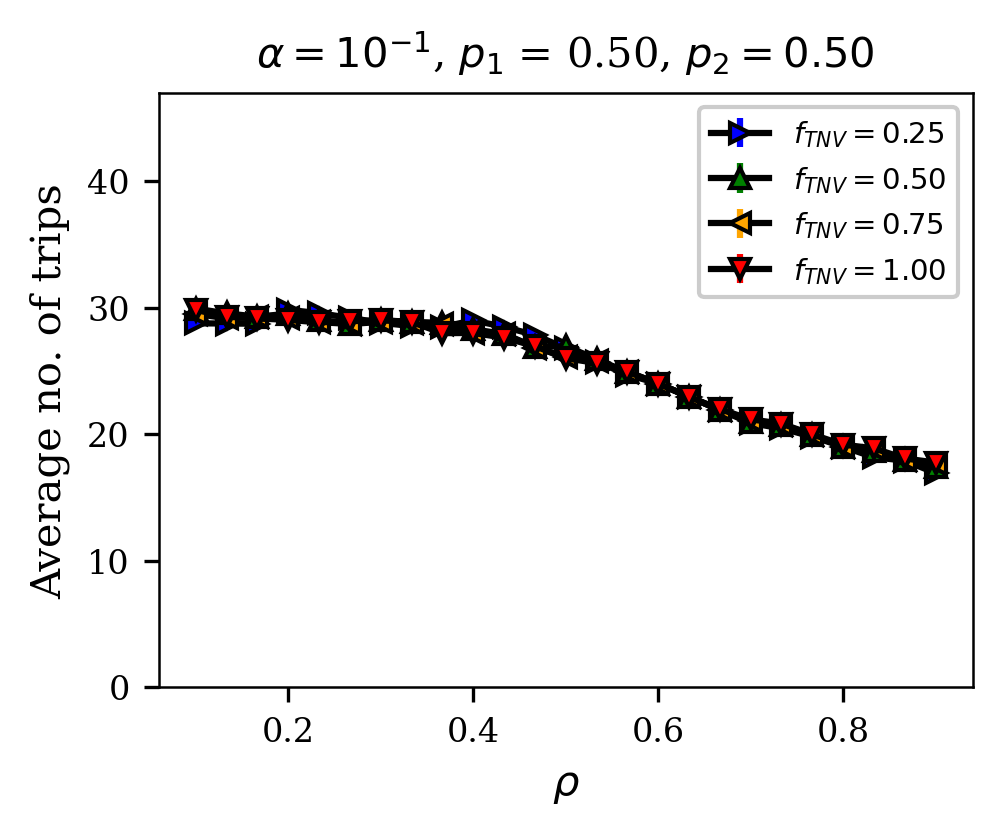 α = 10⁻¹, p₁ = 0.50, p₂ = 0.50
f_TNV = 0.25
f_TNV = 0.50
f_TNV = 0.75
f_TNV = 1.00
Average no. of trips
40
30
20
10
0
0.2 0.4 0.6 0.8
ρ